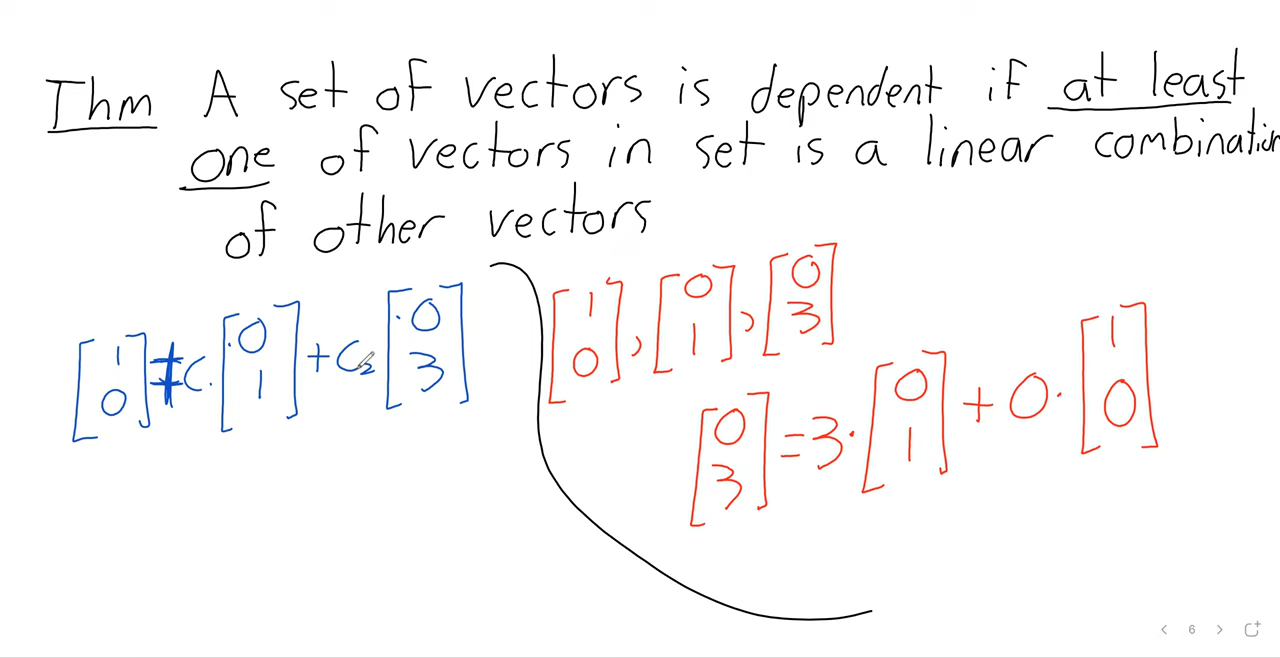 Thm A set of vectors is dependent if at least
one of vectors in set is a linear combination
of other vectors
[1 0] ≠ c₁ [0 1] + c₂ [0 3]
[1 0], [0 1], [0 3]
[0 3] = 3 · [0 1] + 0 · [1 0]
6